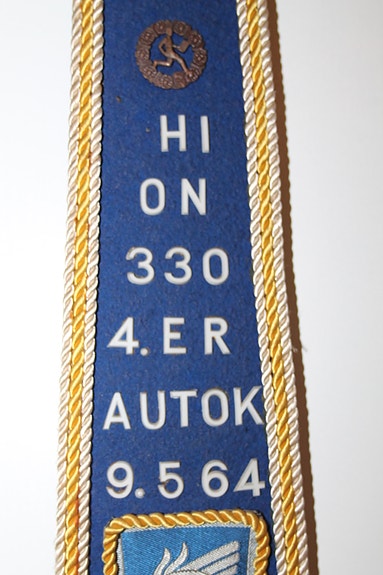 HI
ON
330
4. ER
AUTOK
9. 5 64